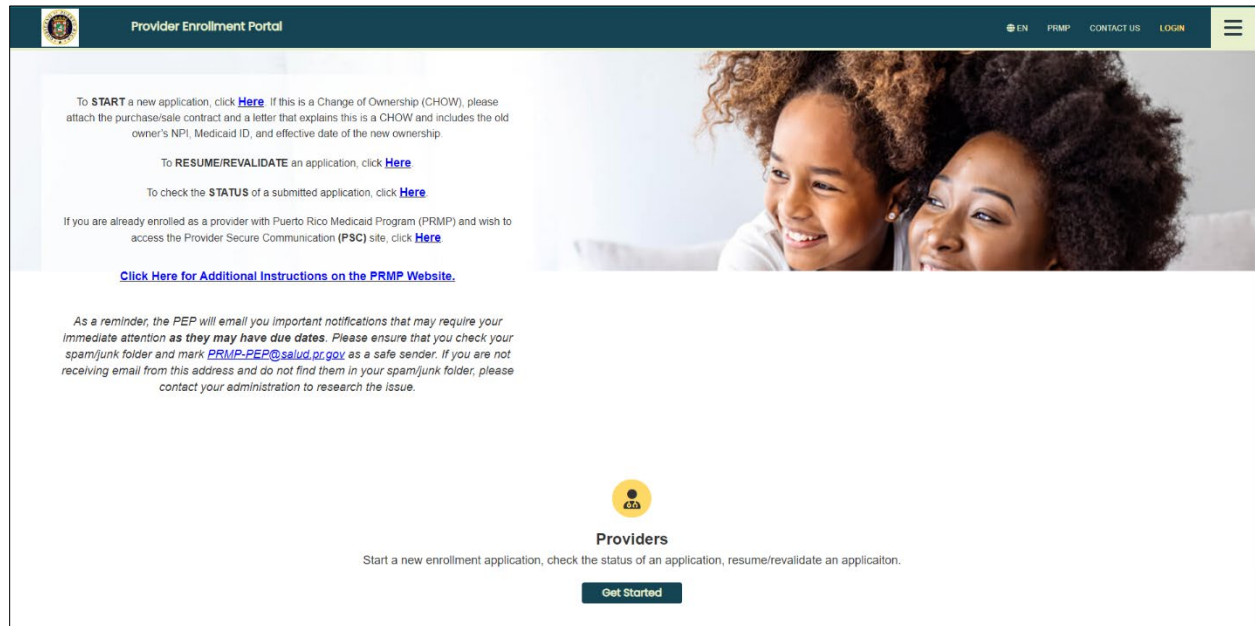 Provider Enrollment Portal
EN PRMP CONTACT US LOGIN
To START a new application, click Here. If this is a Change of Ownership (CHOW), please
attach the purchase/sale contract and a letter that explains this is a CHOW and includes the old
owner's NPI, Medicaid ID, and effective date of the new ownership.
To RESUME/REVALIDATE an application, click Here.
To check the STATUS of a submitted application, click Here.
If you are already enrolled as a provider with Puerto Rico Medicaid Program (PRMP) and wish to
access the Provider Secure Communication (PSC) site, click Here.
Click Here for Additional Instructions on the PRMP Website.
As a reminder, the PEP will email you important notifications that may require your
immediate attention as they may have due dates. Please ensure that you check your
spam/junk folder and mark PRMP-PEP@salud.pr.gov as a safe sender. If you are not
receiving email from this address and do not find them in your spam/junk folder, please
contact your administration to research the issue.
Providers
Start a new enrollment application, check the status of an application, resume/revalidate an applicaiton.
Get Started